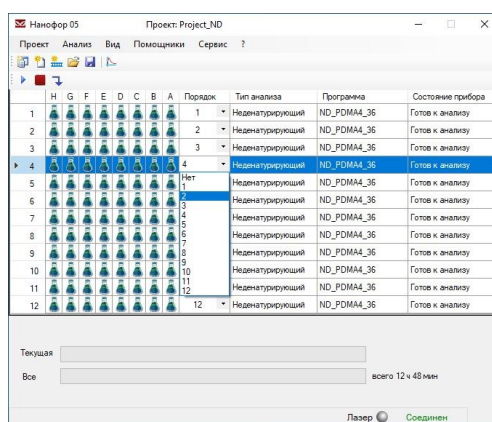 Нанофор 05 Проект: Project_ND
Проект Анализ Вид Помощники Сервис ?
H G F E D C B A Порядок Тип анализа Программа Состояние прибора
1 1 Неденатурирующий ND_PDMA4_36 Готов к анализу
2 2 Неденатурирующий ND_PDMA4_36 Готов к анализу
3 3 Неденатурирующий ND_PDMA4_36 Готов к анализу
4 4 Неденатурирующий ND_PDMA4_36 Готов к анализу
5 Нет Неденатурирующий ND_PDMA4_36 Готов к анализу
1
6 2 Неденатурирующий ND_PDMA4_36 Готов к анализу
3
7 4 Неденатурирующий ND_PDMA4_36 Готов к анализу
5
8 6 Неденатурирующий ND_PDMA4_36 Готов к анализу
7
9 8 Неденатурирующий ND_PDMA4_36 Готов к анализу
9
10 10 Неденатурирующий ND_PDMA4_36 Готов к анализу
11 11 Неденатурирующий ND_PDMA4_36 Готов к анализу
12
12 12 Неденатурирующий ND_PDMA4_36 Готов к анализу
Текущая
Все всего 12 ч 48 мин
Лазер Соединен